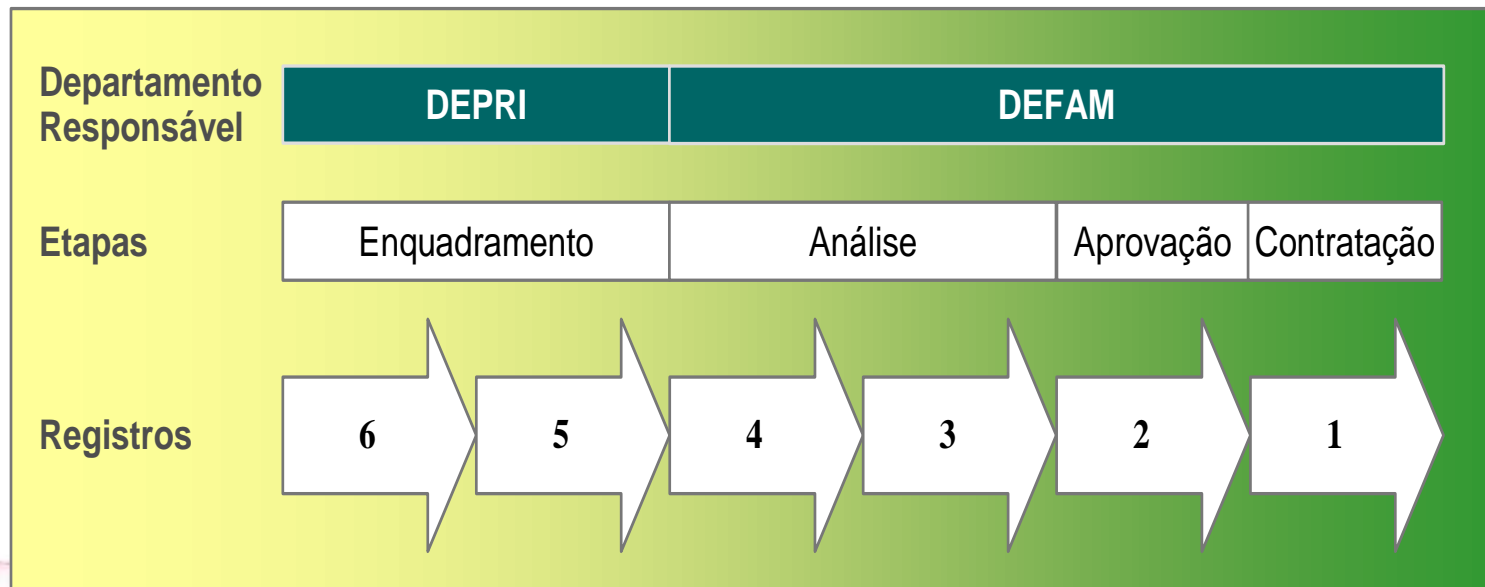 Departamento
Responsável
DEPRI
DEFAM
Etapas
Enquadramento
Análise
Aprovação
Contratação
Registros
6
5
4
3
2
1